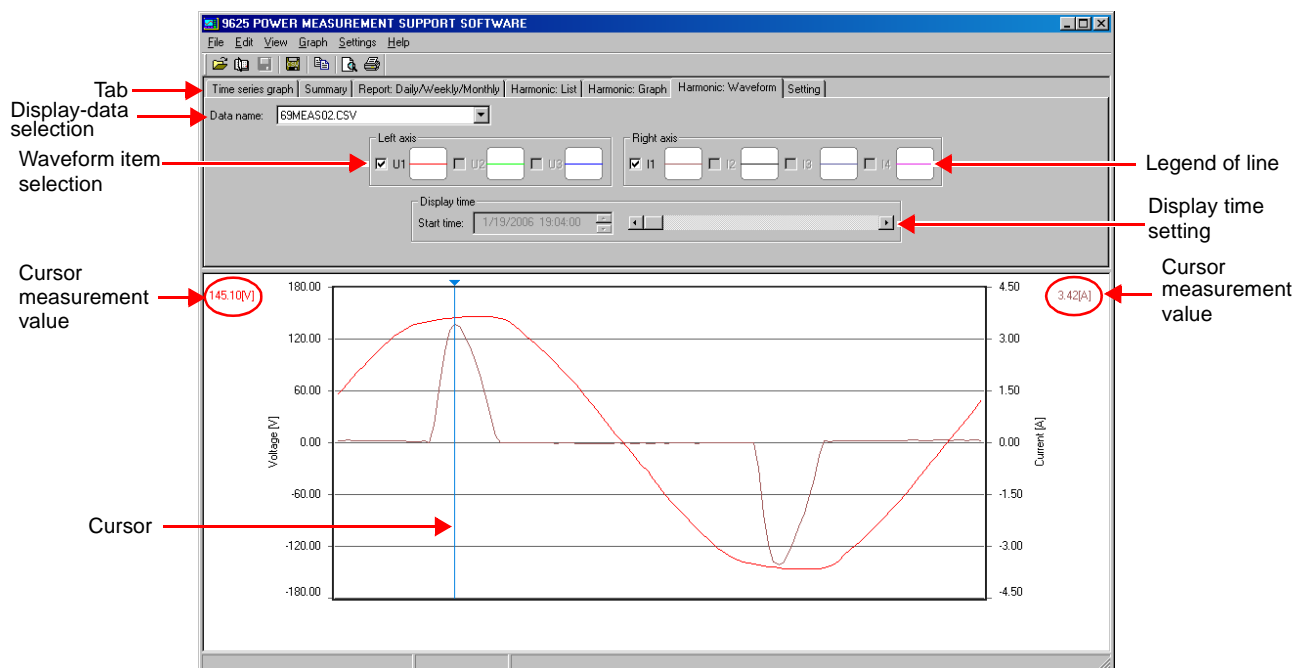 9625 POWER MEASUREMENT SUPPORT SOFTWARE
File Edit View Graph Settings Help
Tab
Time series graph Summary Report: Daily/Weekly/Monthly Harmonic: List Harmonic: Graph Harmonic: Waveform Setting
Display-data
selection
Data name: 69MEAS02.CSV
Waveform item
selection
Left axis
U1 U2 U3
Right axis
I1 I2 I3 I4
Legend of line
Display time
Start time: 1/19/2006 19:04:00
Display time
setting
Cursor
measurement
value
145.10[V]
3.42[A]
Cursor
measurement
value
180.00
120.00
60.00
0.00
-60.00
-120.00
-180.00
Voltage [V]
4.50
3.00
1.50
0.00
-1.50
-3.00
-4.50
Current [A]
Cursor